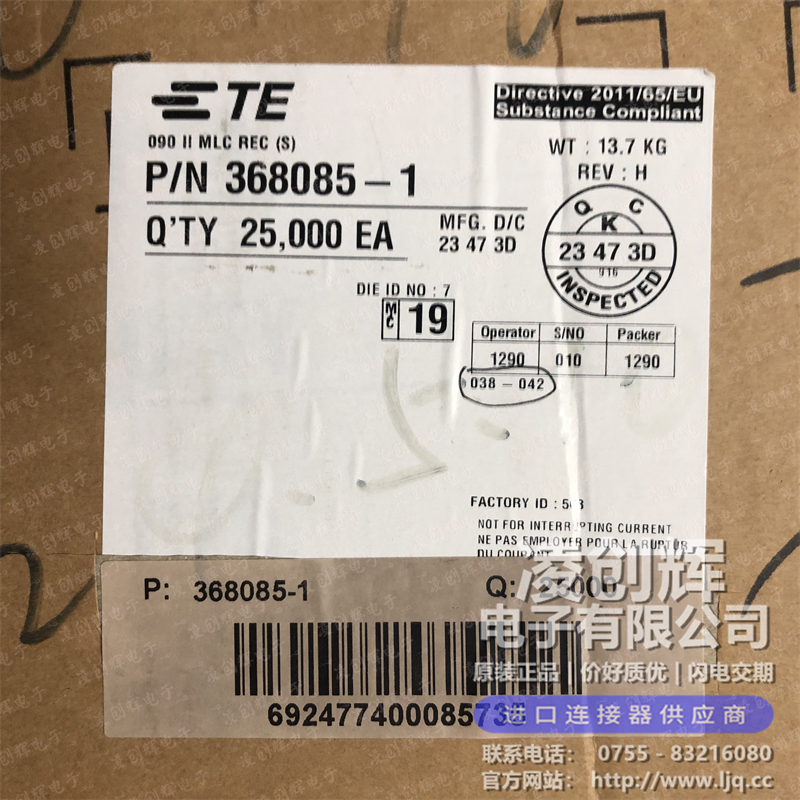 TE
Directive 2011/65/EU
Substance Compliant
090 II MLC REC (S)
WT : 13.7 KG
P/N 368085-1
REV : H
Q'TY 25,000 EA
MFG. D/C
23 47 3D
Q C
K
23 47 3D
916
INSPECTED
DIE ID NO : 7
M/C 19
Operator S/NO Packer
1290 010 1290
038 - 042
FACTORY ID :
NOT FOR INTERRUPTING CURRENT
NE PAS EMPLOYER POUR LA RUPTUR
DU COURANT
P: 368085-1 Q: 25000
凌创辉
电子有限公司
原装正品 | 价好质优 | 闪电交期
进口连接器供应商
联系电话： 0755 - 83216080
官方网站： http://www.ljq.cc